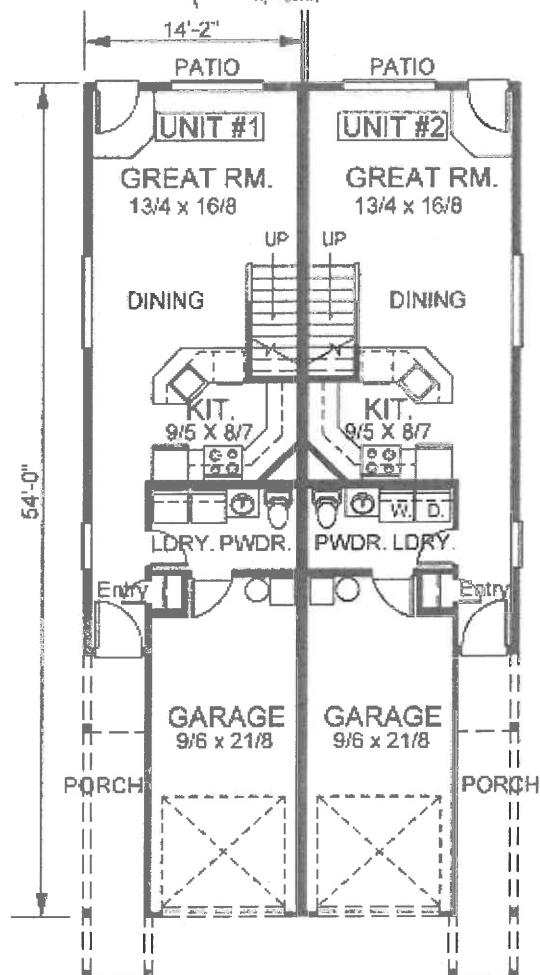 14'-2"
PATIO PATIO
UNIT #1 UNIT #2
GREAT RM. GREAT RM.
13/4 x 16/8 13/4 x 16/8
UP UP
DINING DINING
KIT. KIT.
9/5 X 8/7 9/5 X 8/7
54'-0"
W. D.
LDRY. PWDR. PWDR. LDRY.
Entry Entry
GARAGE GARAGE
9/6 x 21/8 9/6 x 21/8
PORCH PORCH